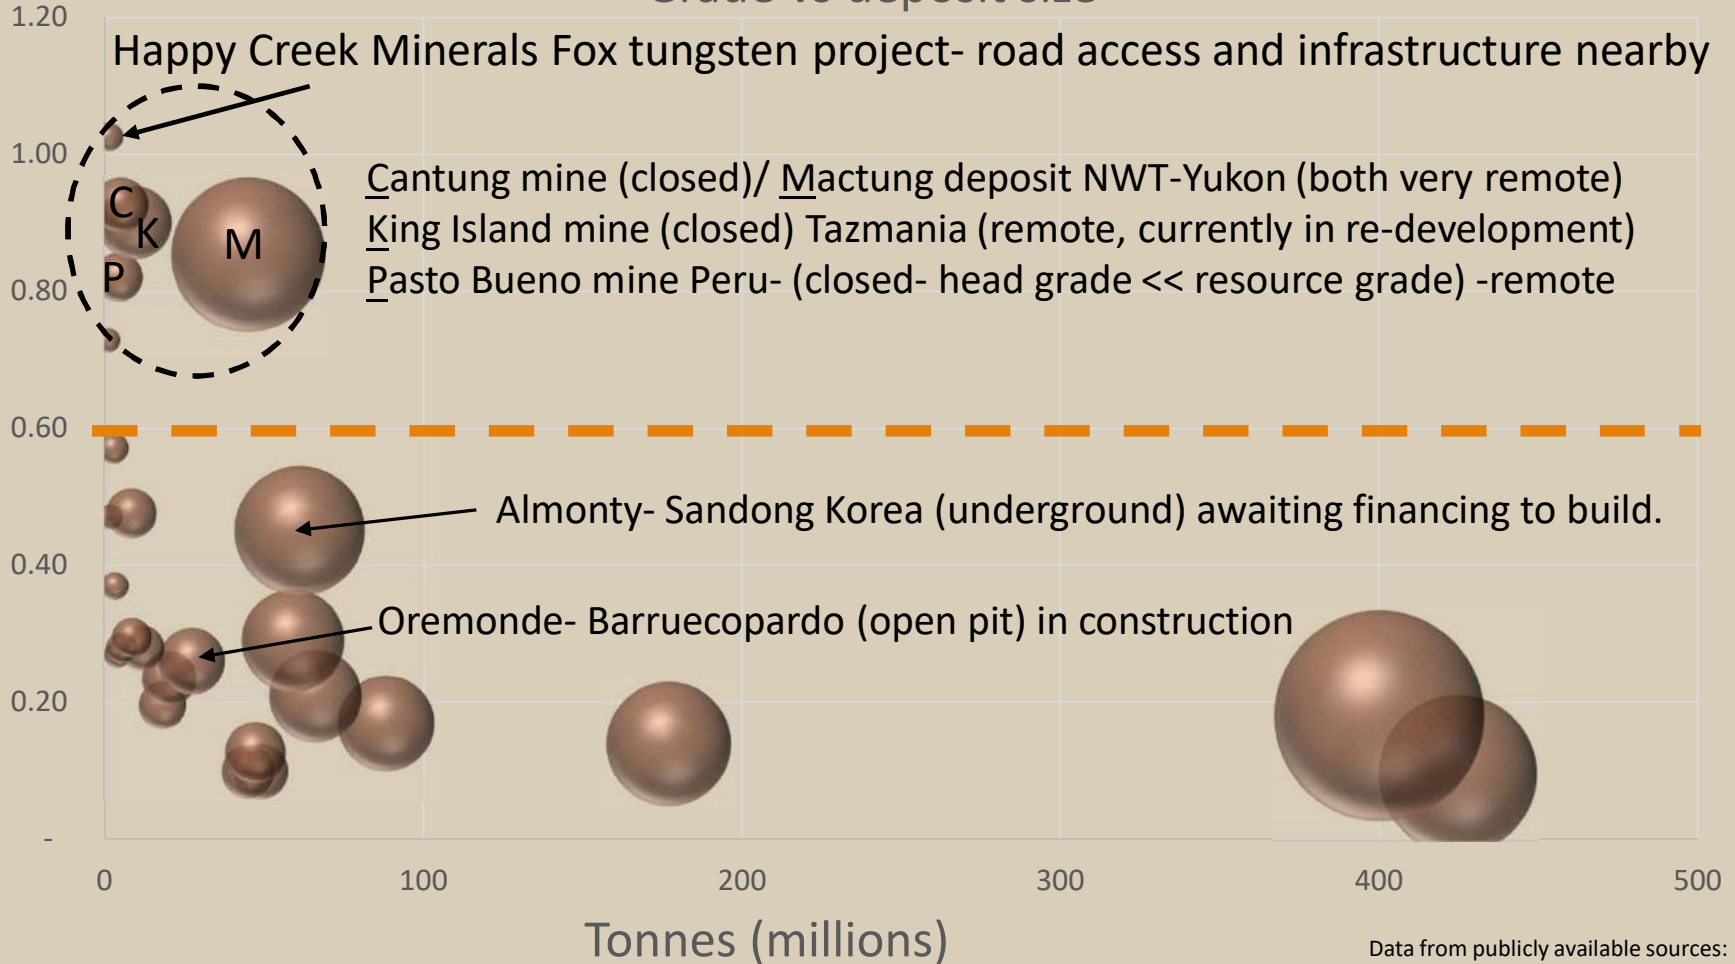 Grade vs deposit size
1.20
Happy Creek Minerals Fox tungsten project- road access and infrastructure nearby
1.00
Cantung mine (closed)/ Mactung deposit NWT-Yukon (both very remote)
C
King Island mine (closed) Tazmania (remote, currently in re-development)
K
M
Pasto Bueno mine Peru- (closed- head grade << resource grade) -remote
P
0.80
0.60
Almonty- Sandong Korea (underground) awaiting financing to build.
0.40
Oremonde- Barruecopardo (open pit) in construction
0.20
-
0 100 200 300 400 500
Tonnes (millions)
Data from publicly available sources: